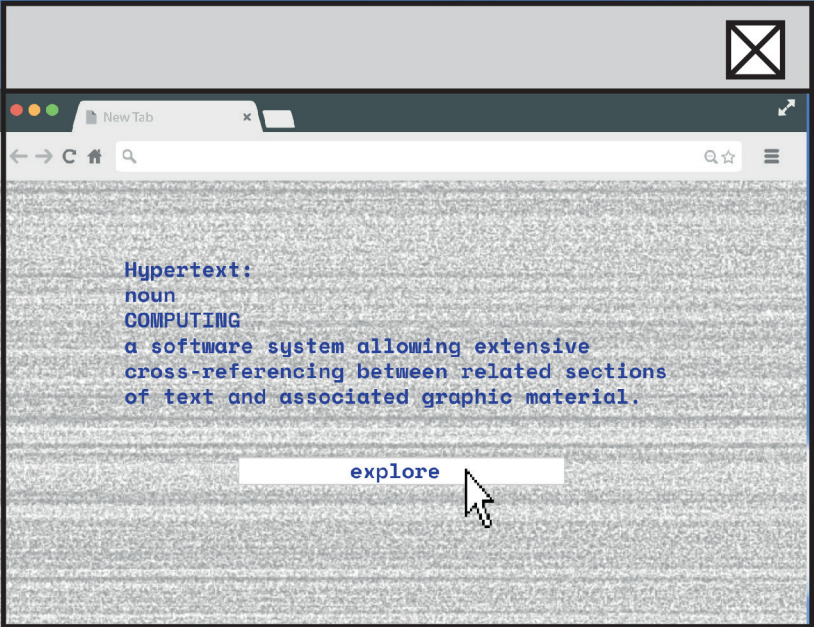 New Tab
Hypertext:
noun
COMPUTING
a software system allowing extensive
cross-referencing between related sections
of text and associated graphic material.
explore